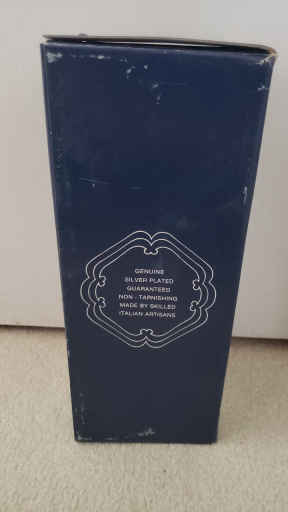 GENUINE
SILVER PLATED
GUARANTEED
NON - TARNISHING
MADE BY SKILLED
ITALIAN ARTISANS